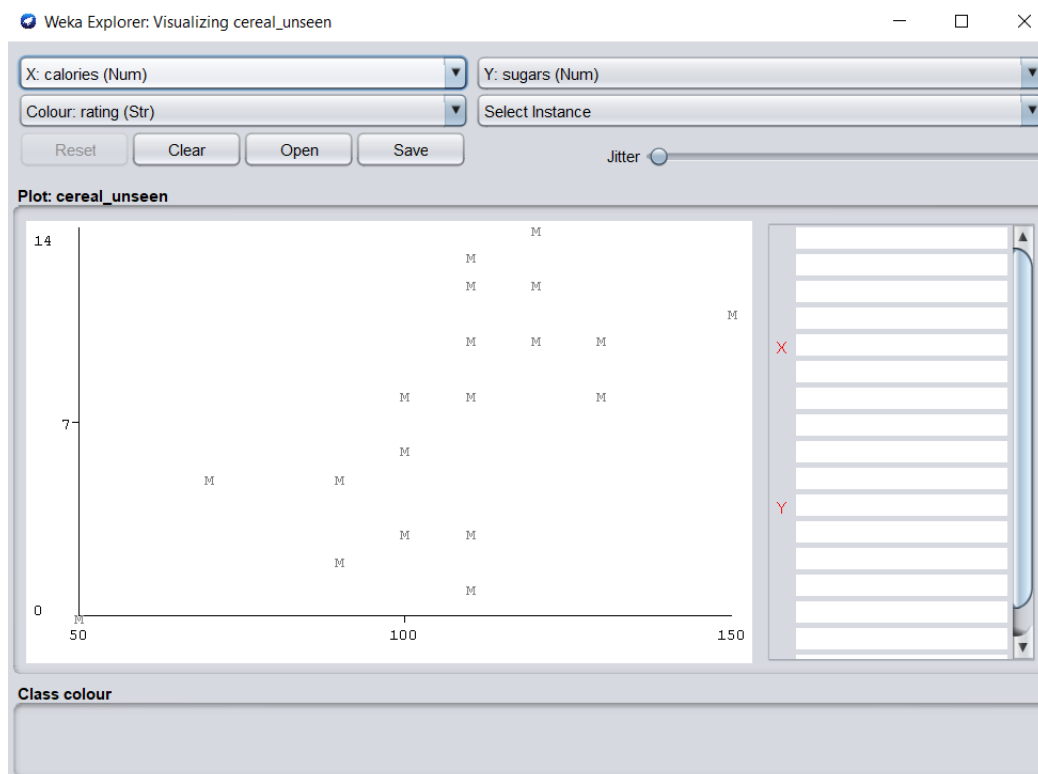 Weka Explorer: Visualizing cereal_unseen
X: calories (Num) Y: sugars (Num)
Colour: rating (Str) Select Instance
Reset Clear Open Save Jitter
Plot: cereal_unseen
14
M
M
M M
M
M M M
X
M M M
7
M
M M
Y
M M
M
M
0
M
50 100 150
Class colour